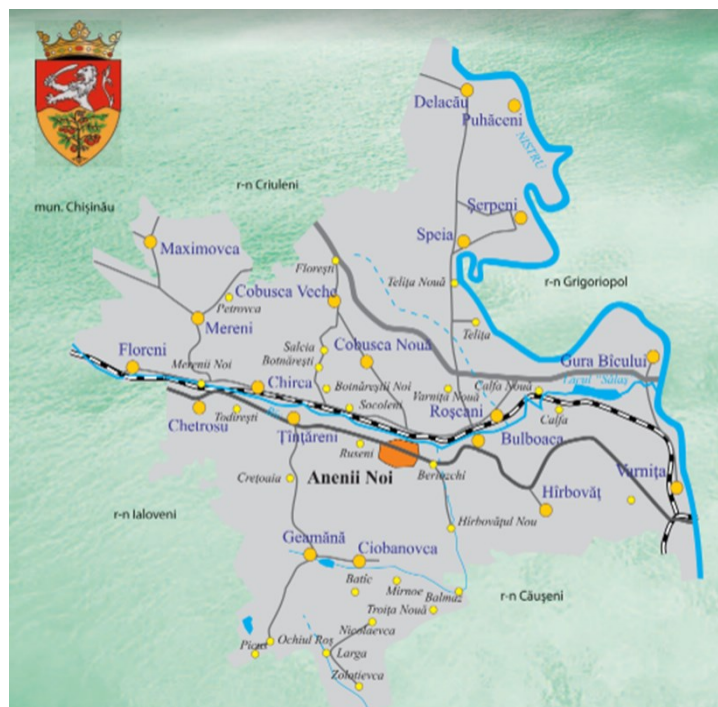 Delacău
Puhăceni
NISTRU
r-n Criuleni
mun. Chișinău
Șerpeni
Speia
Maximovca
Florești
Telița Nouă
r-n Grigoriopol
Cobusca Veche
Petrovca
Mereni
Telița
Salcia
Cobusca Nouă
Floreni
Botnărești
Merenii Noi
Gura Bîcului
Lacul "Sălaș
Chirca
Botnăreștii Noi
Varnița Nouă
Calfa Nouă
Socoleni
Roșcani
Todirești
Calfa
Chetrosu
Țînțăreni
Bulboaca
Ruseni
Berlozchi
Varnița
Crețoaia
Anenii Noi
Hîrbovăț
r-n Ialoveni
Hîrbovățul Nou
Geamănă
Ciobanovca
Batîc
Mirnoe
Balmaz
r-n Căușeni
Troița Nouă
Nicolaevca
Ochiul Roș
Picus
Larga
Zolotievca